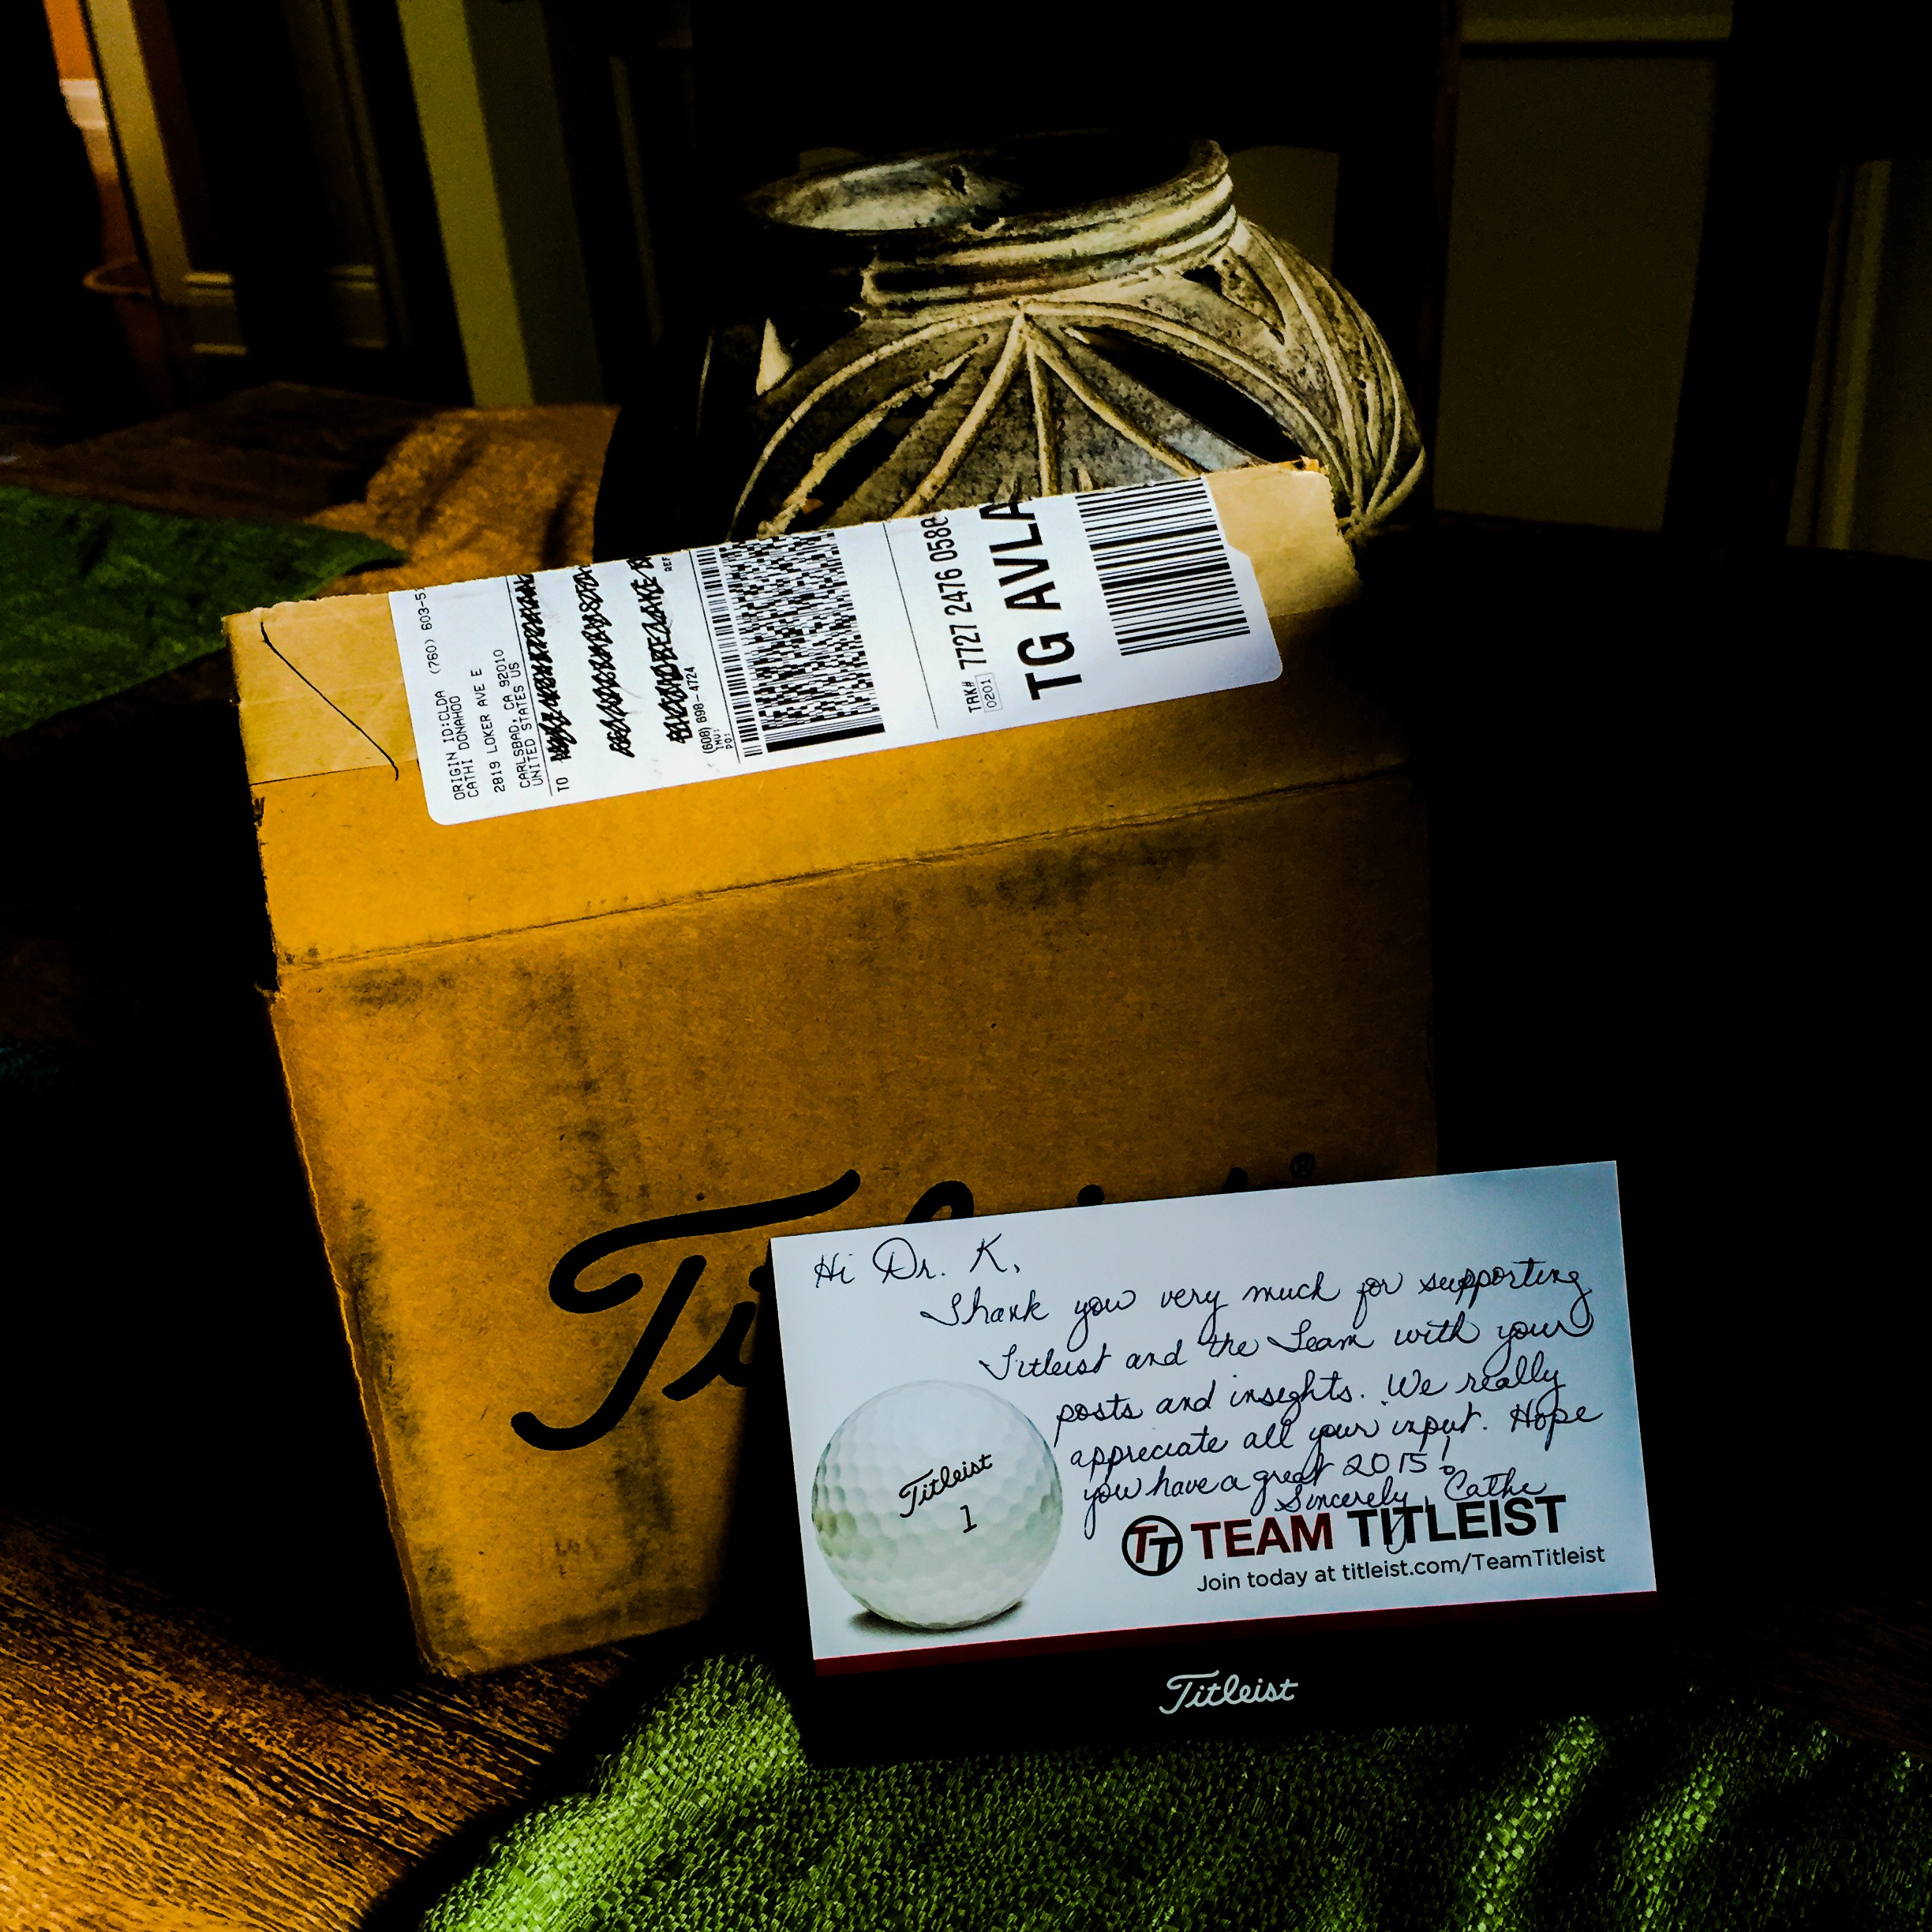 ORIGIN ID:CLDA (760) 603-5
CATHI DONAHOO
2819 LOKER AVE E
CARLSBAD, CA 92010
UNITED STATES US
TO
(608) 698-4724
REF
INV:
PO:
TRK# 7727 2476 058
0201
TG AVLA
Hi Dr. K,
Thank you very much for supporting
Titleist and the Team with your
posts and insights. We really
appreciate all your input. Hope
you have a great 2015!
Sincerely, Cathi
Titleist
1
TT TEAM TITLEIST
Join today at titleist.com/TeamTitleist
Titleist